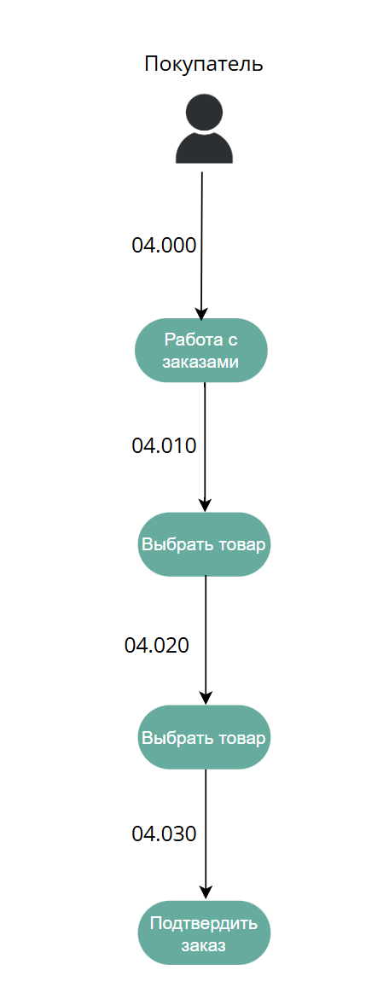 Покупатель
04.000
Работа с
заказами
04.010
Выбрать товар
04.020
Выбрать товар
04.030
Подтвердить
заказ